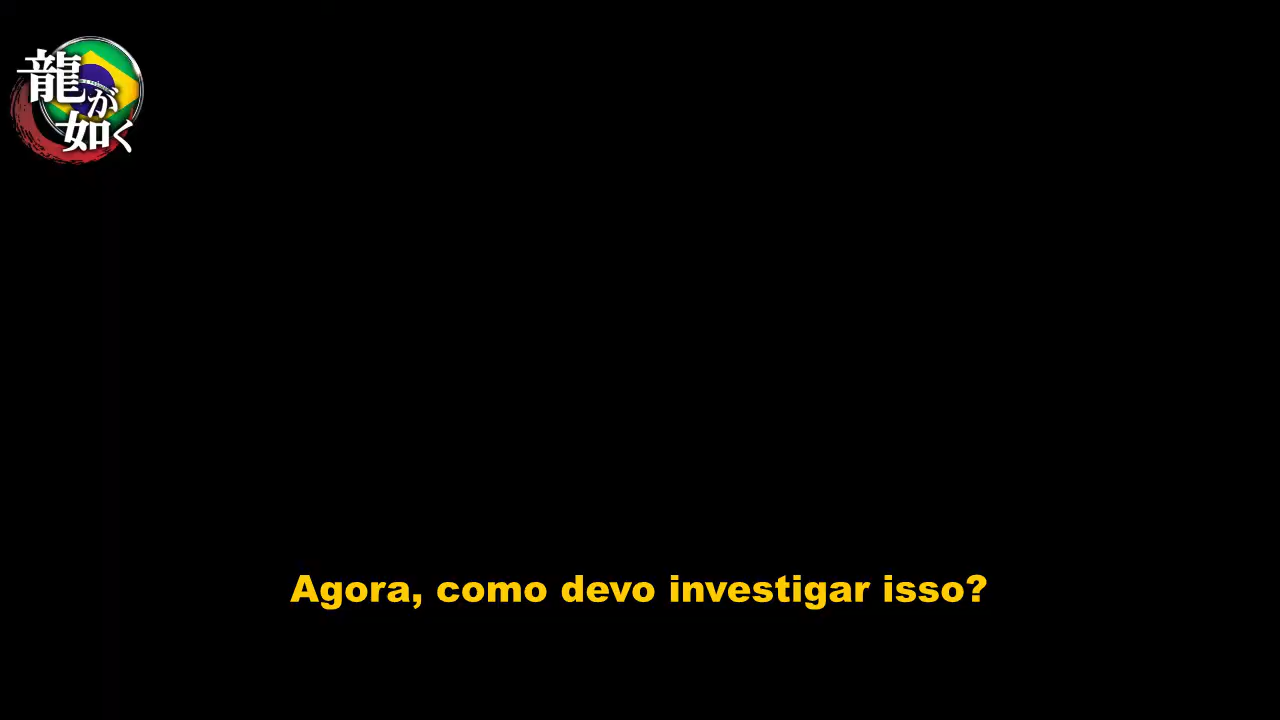 龍が
如く
Agora, como devo investigar isso?